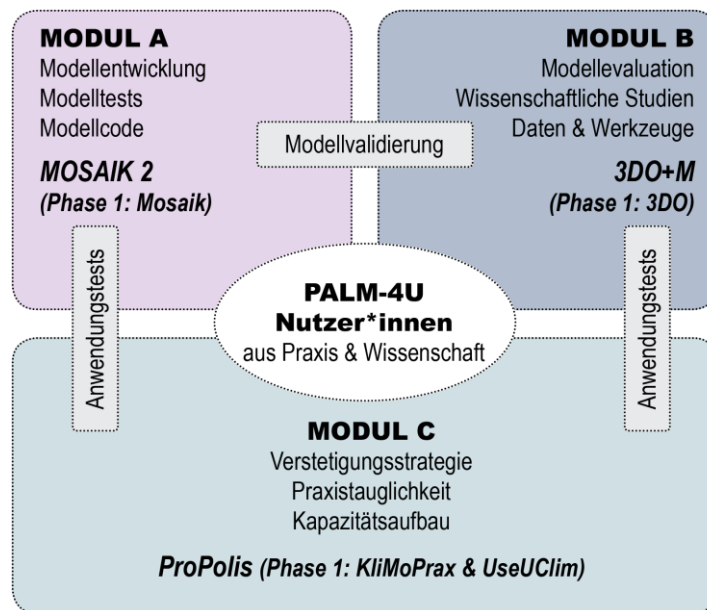 MODUL A
Modellentwicklung
Modelltests
Modellcode
MOSAIK 2
(Phase 1: Mosaik)
MODUL B
Modellevaluation
Wissenschaftliche Studien
Daten & Werkzeuge
3DO+M
(Phase 1: 3DO)
Modellvalidierung
Anwendungstests
PALM-4U
Nutzer*innen
aus Praxis & Wissenschaft
Anwendungstests
MODUL C
Verstetigungsstrategie
Praxistauglichkeit
Kapazitätsaufbau
ProPolis (Phase 1: KliMoPrax & UseUClim)